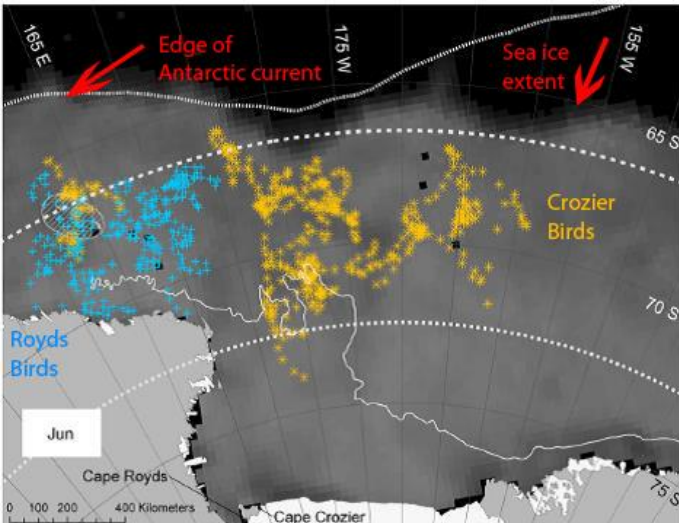 165 E
Edge of
Antarctic current
175 W
Sea ice
extent
155 W
65 S
Crozier
Birds
70 S
Royds
Birds
Jun
Cape Royds
75 S
0 100 200 400 Kilometers
Cape Crozier